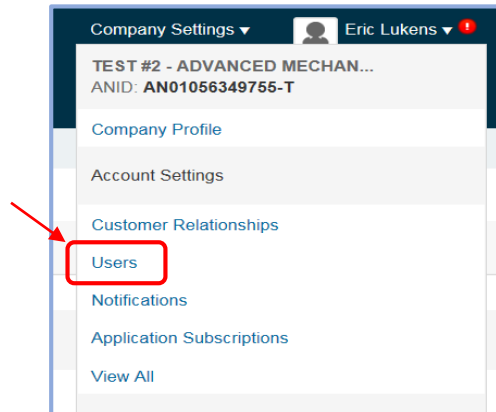 Company Settings ▾ Eric Lukens ▾ !
TEST #2 - ADVANCED MECHAN...
ANID: AN01056349755-T
Company Profile
Account Settings
Customer Relationships
Users
Notifications
Application Subscriptions
View All